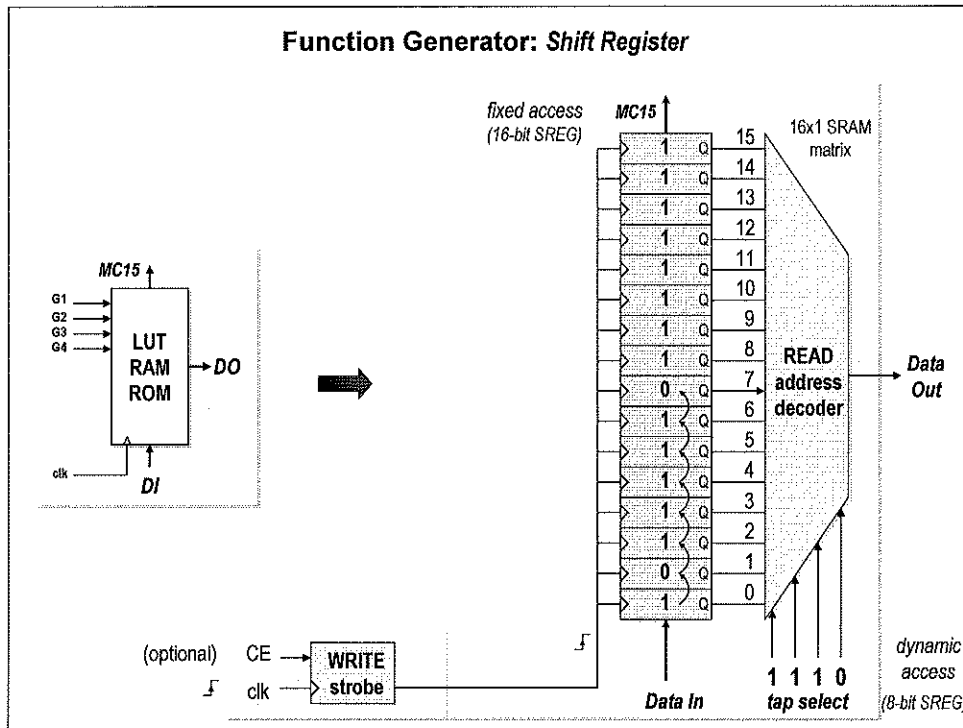 Function Generator: Shift Register
fixed access
(16-bit SREG)
MC15
16x1 SRAM
matrix
1 Q 15
1 Q 14
1 Q 13
1 Q 12
1 Q 11
1 Q 10
1 Q 9
1 Q 8
0 Q 7
1 Q 6
1 Q 5
1 Q 4
1 Q 3
1 Q 2
0 Q 1
1 Q 0
READ
address
decoder
Data
Out
MC15
G1
G2
G3
G4
LUT
RAM
ROM
DO
clk
DI
(optional) CE
clk
WRITE
strobe
Data In
1 1 1 0
tap select
dynamic
access
(8-bit SREG)